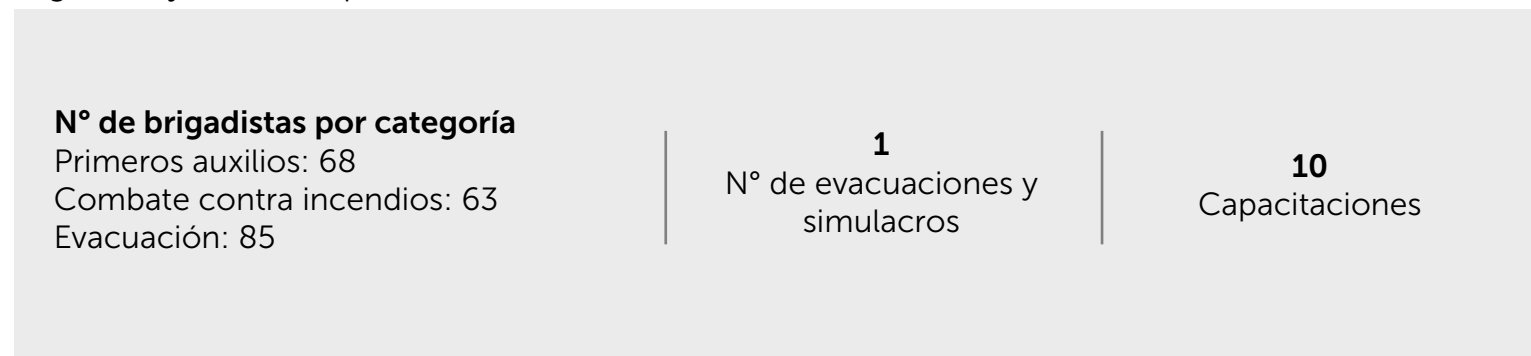 N° de brigadistas por categoría
Primeros auxilios: 68
Combate contra incendios: 63
Evacuación: 85
1
N° de evacuaciones y
simulacros
10
Capacitaciones